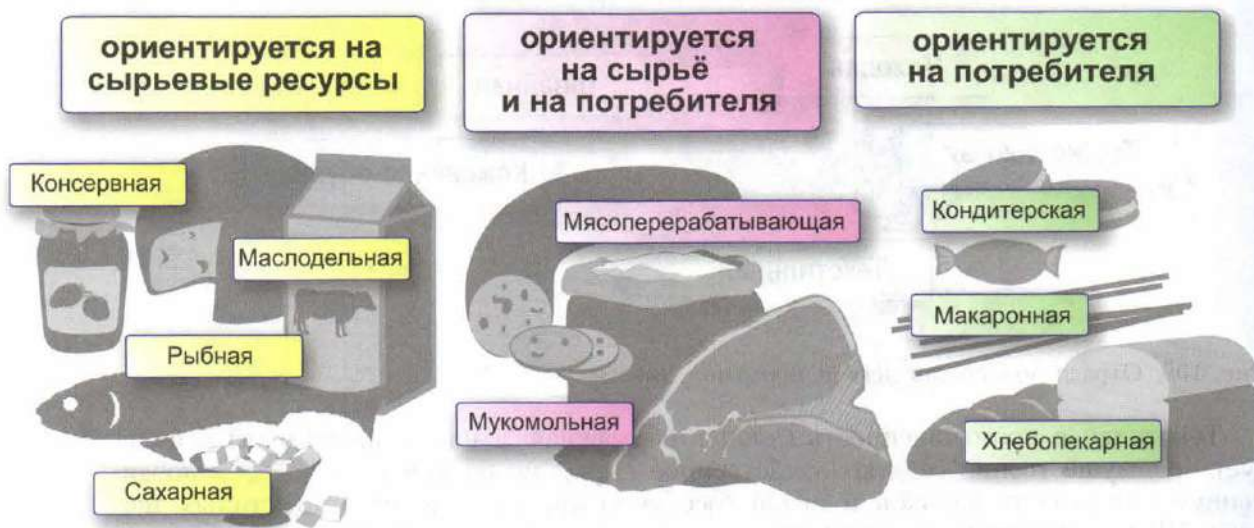 ориентируется на
сырьевые ресурсы
ориентируется
на сырьё
и на потребителя
ориентируется
на потребителя
Консервная
Маслодельная
Рыбная
Сахарная
Мясоперерабатывающая
Мукомольная
Кондитерская
Макаронная
Хлебопекарная